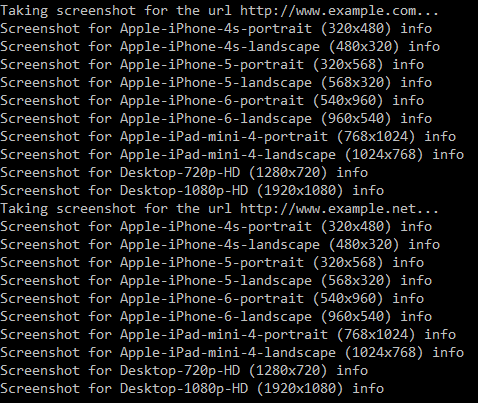 Taking screenshot for the url http://www.example.com...
Screenshot for Apple-iPhone-4s-portrait (320x480) info
Screenshot for Apple-iPhone-4s-landscape (480x320) info
Screenshot for Apple-iPhone-5-portrait (320x568) info
Screenshot for Apple-iPhone-5-landscape (568x320) info
Screenshot for Apple-iPhone-6-portrait (540x960) info
Screenshot for Apple-iPhone-6-landscape (960x540) info
Screenshot for Apple-iPad-mini-4-portrait (768x1024) info
Screenshot for Apple-iPad-mini-4-landscape (1024x768) info
Screenshot for Desktop-720p-HD (1280x720) info
Screenshot for Desktop-1080p-HD (1920x1080) info
Taking screenshot for the url http://www.example.net...
Screenshot for Apple-iPhone-4s-portrait (320x480) info
Screenshot for Apple-iPhone-4s-landscape (480x320) info
Screenshot for Apple-iPhone-5-portrait (320x568) info
Screenshot for Apple-iPhone-5-landscape (568x320) info
Screenshot for Apple-iPhone-6-portrait (540x960) info
Screenshot for Apple-iPhone-6-landscape (960x540) info
Screenshot for Apple-iPad-mini-4-portrait (768x1024) info
Screenshot for Apple-iPad-mini-4-landscape (1024x768) info
Screenshot for Desktop-720p-HD (1280x720) info
Screenshot for Desktop-1080p-HD (1920x1080) info